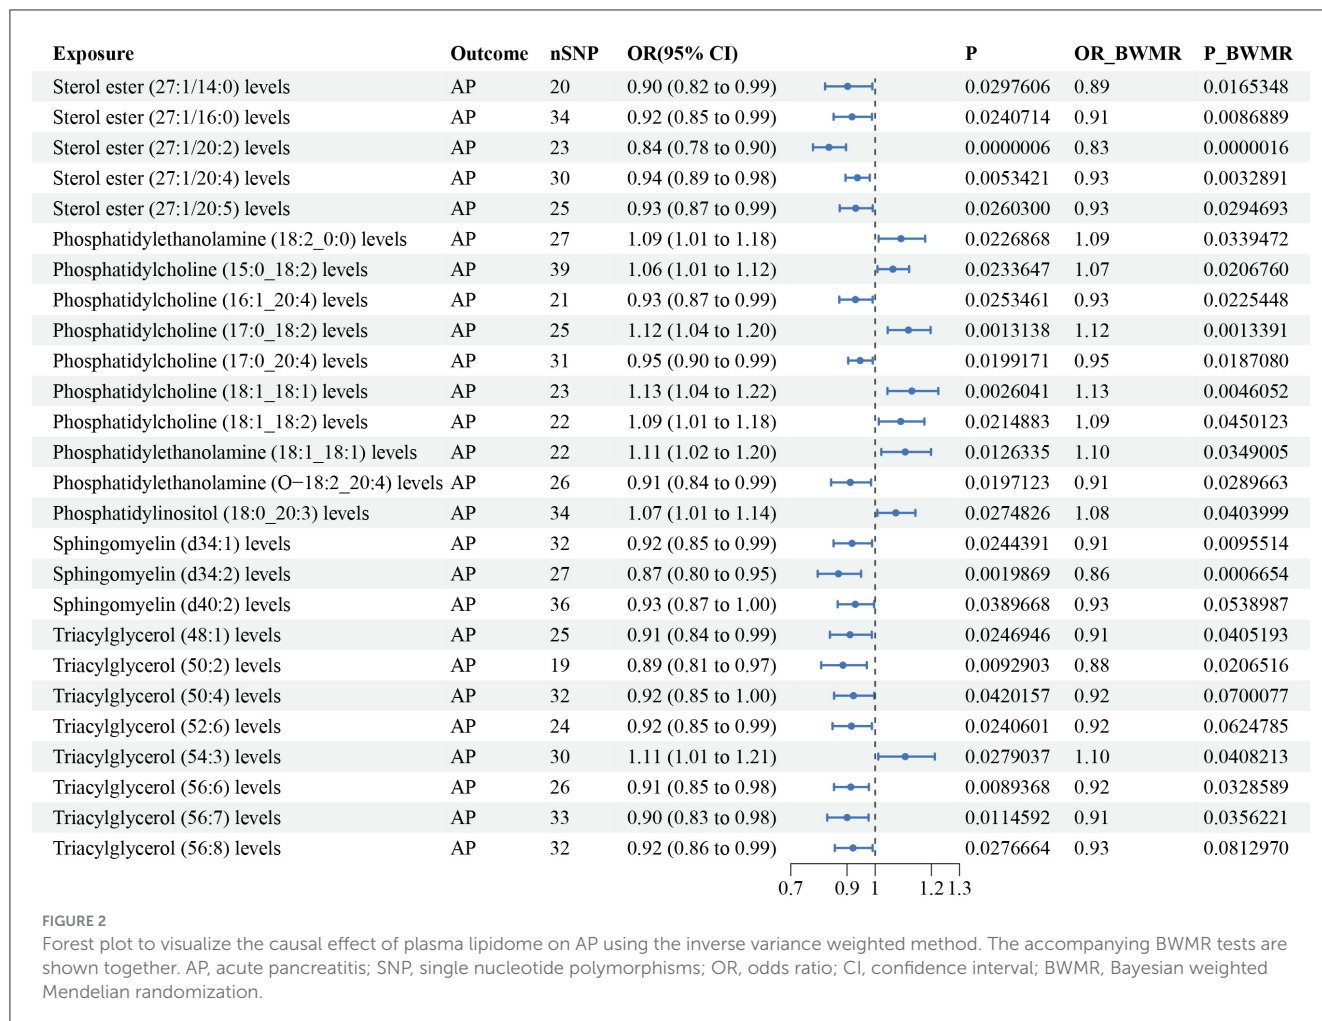 Exposure Outcome nSNP OR(95% CI) P OR_BWMR P_BWMR
Sterol ester (27:1/14:0) levels AP 20 0.90 (0.82 to 0.99) 0.0297606 0.89 0.0165348
Sterol ester (27:1/16:0) levels AP 34 0.92 (0.85 to 0.99) 0.0240714 0.91 0.0086889
Sterol ester (27:1/20:2) levels AP 23 0.84 (0.78 to 0.90) 0.0000006 0.83 0.0000016
Sterol ester (27:1/20:4) levels AP 30 0.94 (0.89 to 0.98) 0.0053421 0.93 0.0032891
Sterol ester (27:1/20:5) levels AP 25 0.93 (0.87 to 0.99) 0.0260300 0.93 0.0294693
Phosphatidylethanolamine (18:2_0:0) levels AP 27 1.09 (1.01 to 1.18) 0.0226868 1.09 0.0339472
Phosphatidylcholine (15:0_18:2) levels AP 39 1.06 (1.01 to 1.12) 0.0233647 1.07 0.0206760
Phosphatidylcholine (16:1_20:4) levels AP 21 0.93 (0.87 to 0.99) 0.0253461 0.93 0.0225448
Phosphatidylcholine (17:0_18:2) levels AP 25 1.12 (1.04 to 1.20) 0.0013138 1.12 0.0013391
Phosphatidylcholine (17:0_20:4) levels AP 31 0.95 (0.90 to 0.99) 0.0199171 0.95 0.0187080
Phosphatidylcholine (18:1_18:1) levels AP 23 1.13 (1.04 to 1.22) 0.0026041 1.13 0.0046052
Phosphatidylcholine (18:1_18:2) levels AP 22 1.09 (1.01 to 1.18) 0.0214883 1.09 0.0450123
Phosphatidylethanolamine (18:1_18:1) levels AP 22 1.11 (1.02 to 1.20) 0.0126335 1.10 0.0349005
Phosphatidylethanolamine (O−18:2_20:4) levels AP 26 0.91 (0.84 to 0.99) 0.0197123 0.91 0.0289663
Phosphatidylinositol (18:0_20:3) levels AP 34 1.07 (1.01 to 1.14) 0.0274826 1.08 0.0403999
Sphingomyelin (d34:1) levels AP 32 0.92 (0.85 to 0.99) 0.0244391 0.91 0.0095514
Sphingomyelin (d34:2) levels AP 27 0.87 (0.80 to 0.95) 0.0019869 0.86 0.0006654
Sphingomyelin (d40:2) levels AP 36 0.93 (0.87 to 1.00) 0.0389668 0.93 0.0538987
Triacylglycerol (48:1) levels AP 25 0.91 (0.84 to 0.99) 0.0246946 0.91 0.0405193
Triacylglycerol (50:2) levels AP 19 0.89 (0.81 to 0.97) 0.0092903 0.88 0.0206516
Triacylglycerol (50:4) levels AP 32 0.92 (0.85 to 1.00) 0.0420157 0.92 0.0700077
Triacylglycerol (52:6) levels AP 24 0.92 (0.85 to 0.99) 0.0240601 0.92 0.0624785
Triacylglycerol (54:3) levels AP 30 1.11 (1.01 to 1.21) 0.0279037 1.10 0.0408213
Triacylglycerol (56:6) levels AP 26 0.91 (0.85 to 0.98) 0.0089368 0.92 0.0328589
Triacylglycerol (56:7) levels AP 33 0.90 (0.83 to 0.98) 0.0114592 0.91 0.0356221
Triacylglycerol (56:8) levels AP 32 0.92 (0.86 to 0.99) 0.0276664 0.93 0.0812970
0.7 0.9 1 1.2 1.3
FIGURE 2
Forest plot to visualize the causal effect of plasma lipidome on AP using the inverse variance weighted method. The accompanying BWMR tests are
shown together. AP, acute pancreatitis; SNP, single nucleotide polymorphisms; OR, odds ratio; CI, confidence interval; BWMR, Bayesian weighted
Mendelian randomization.